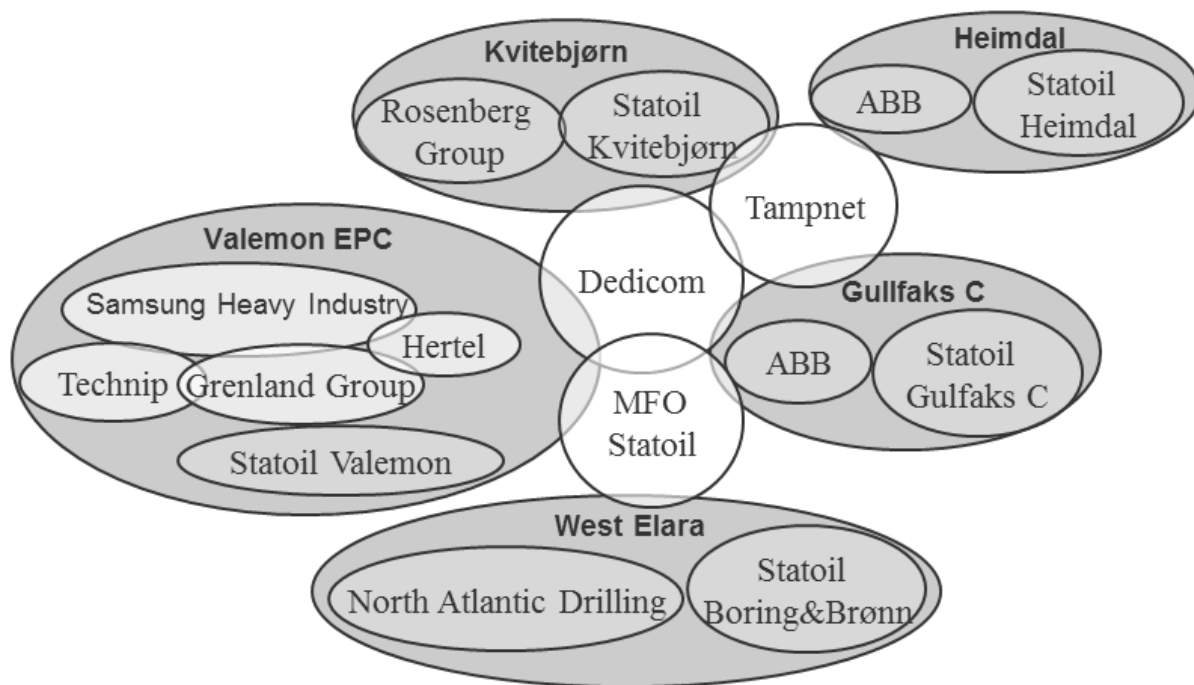 Kvitebjørn
Rosenberg
Group
Statoil
Kvitebjørn
Heimdal
ABB
Statoil
Heimdal
Tampnet
Dedicom
Valemon EPC
Samsung Heavy Industry
Hertel
Technip
Grenland Group
Statoil Valemon
Gullfaks C
ABB
Statoil
Gulfaks C
MFO
Statoil
West Elara
North Atlantic Drilling
Statoil
Boring&Brønn